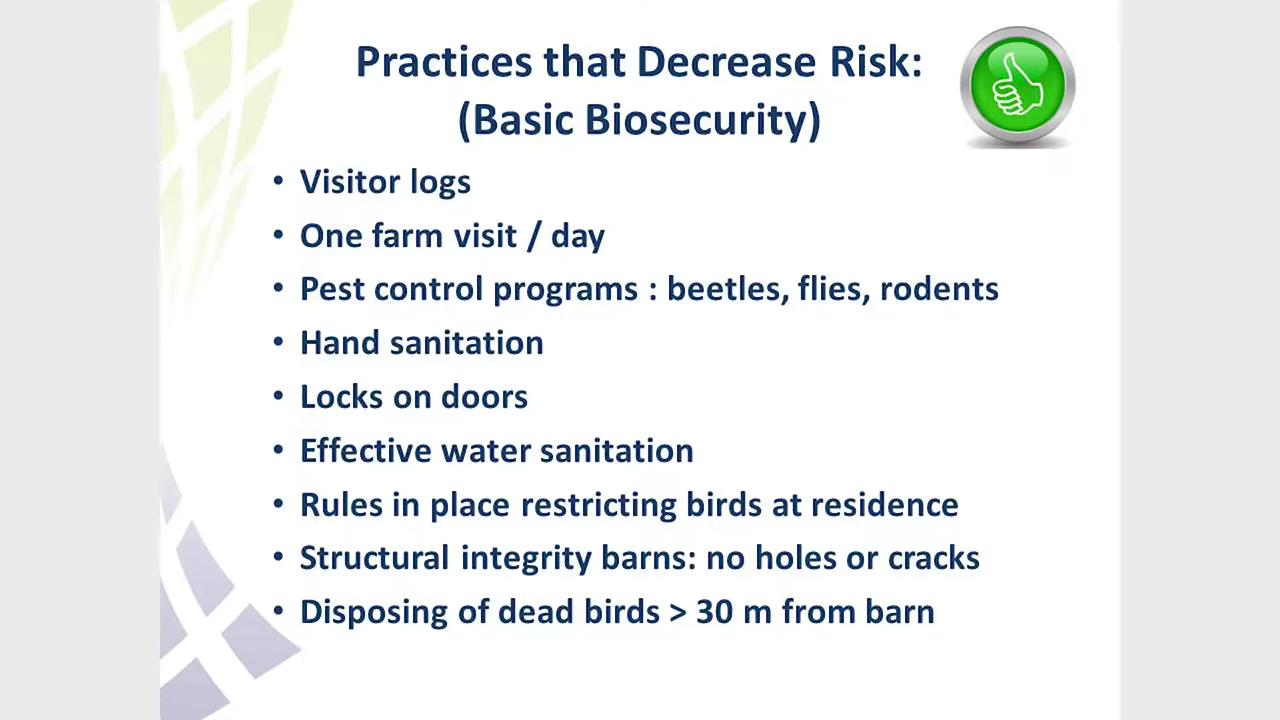 Practices that Decrease Risk:
(Basic Biosecurity)
• Visitor logs
• One farm visit / day
• Pest control programs : beetles, flies, rodents
• Hand sanitation
• Locks on doors
• Effective water sanitation
• Rules in place restricting birds at residence
• Structural integrity barns: no holes or cracks
• Disposing of dead birds > 30 m from barn